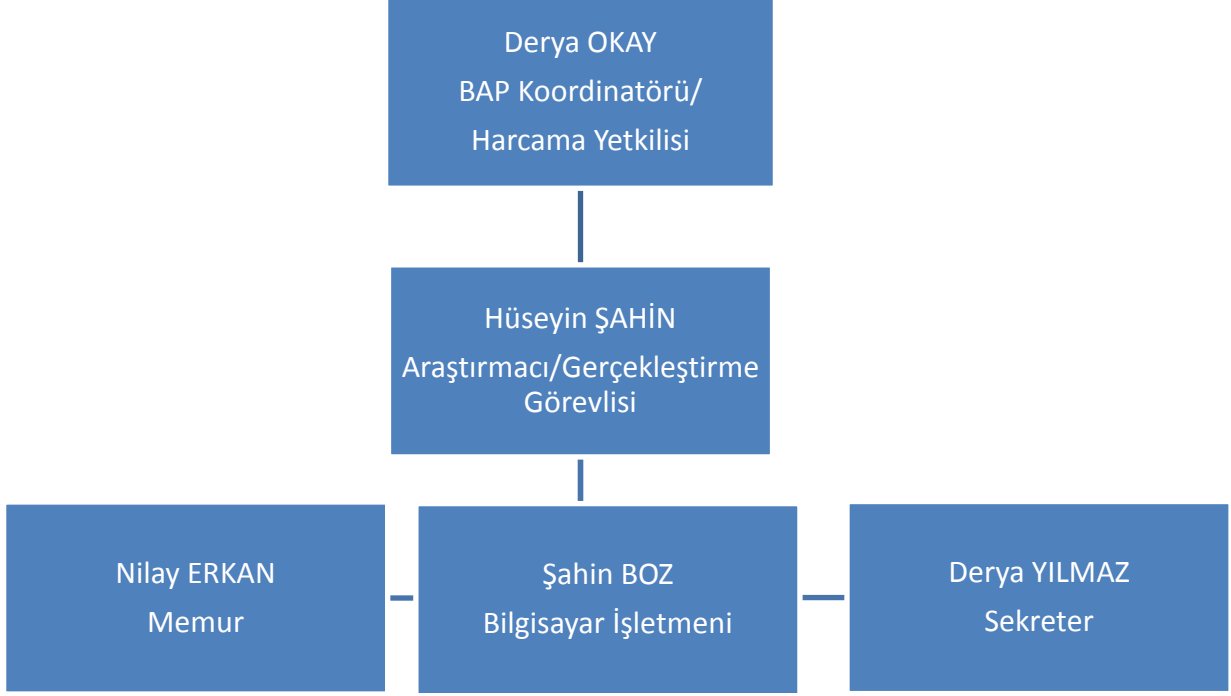 Derya OKAY
BAP Koordinatörü/
Harcama Yetkilisi
Hüseyin ŞAHİN
Araştırmacı/Gerçekleştirme
Görevlisi
Nilay ERKAN
Memur
Şahin BOZ
Bilgisayar İşletmeni
Derya YILMAZ
Sekreter